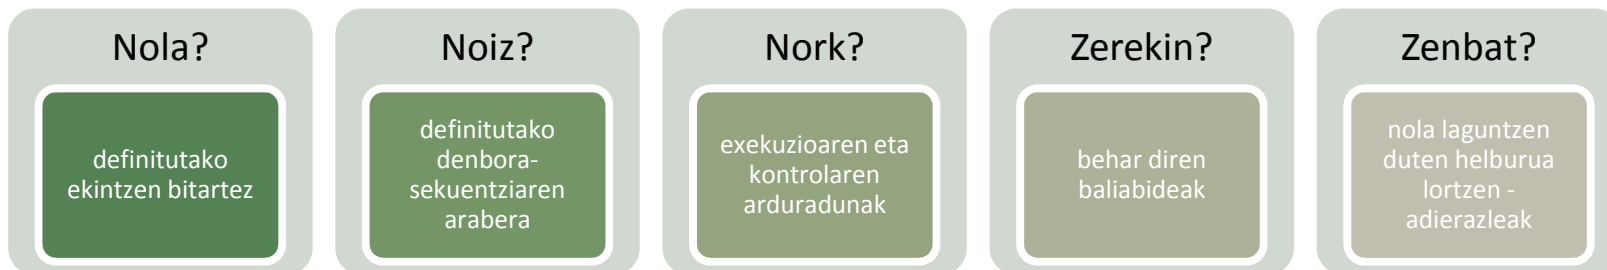 Nola?
definitutako
ekintzen bitartez
Noiz?
definitutako
denbora-
sekuentziaren
arabera
Nork?
exekuzioaren eta
kontrolaren
arduradunak
Zerekin?
behar diren
baliabideak
Zenbat?
nola laguntzen
duten helburua
lortzen -
adierazleak